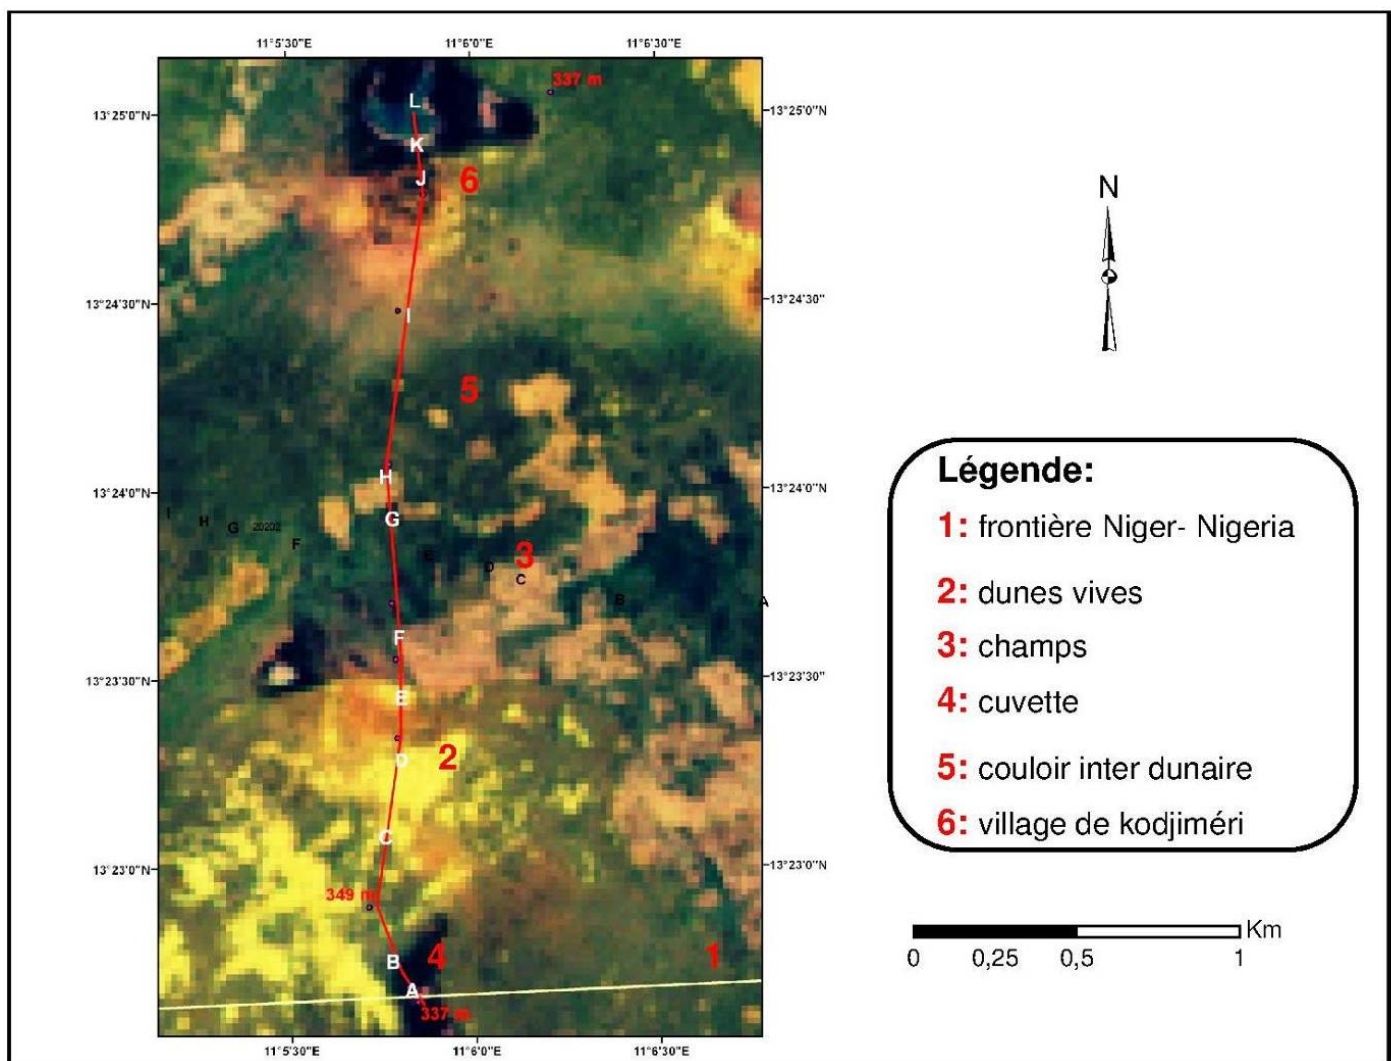 11°5'30"E 11°6'0"E 11°6'30"E
337 m
L
13°25'0"N 13°25'0"N
K
J 6
N
13°24'30"N 13°24'30"N
I
5
H
13°24'0"N 13°24'0"N
G
I H G 20202 F E D C B A
3
F
13°23'30"N 13°23'30"N
E
2
D
C
13°23'0"N 13°23'0"N
349 m
B 4 1
A
337 m
11°5'30"E 11°6'0"E 11°6'30"E
Légende:
1: frontière Niger- Nigeria
2: dunes vives
3: champs
4: cuvette
5: couloir inter dunaire
6: village de kodjiméri
Km
0 0,25 0,5 1